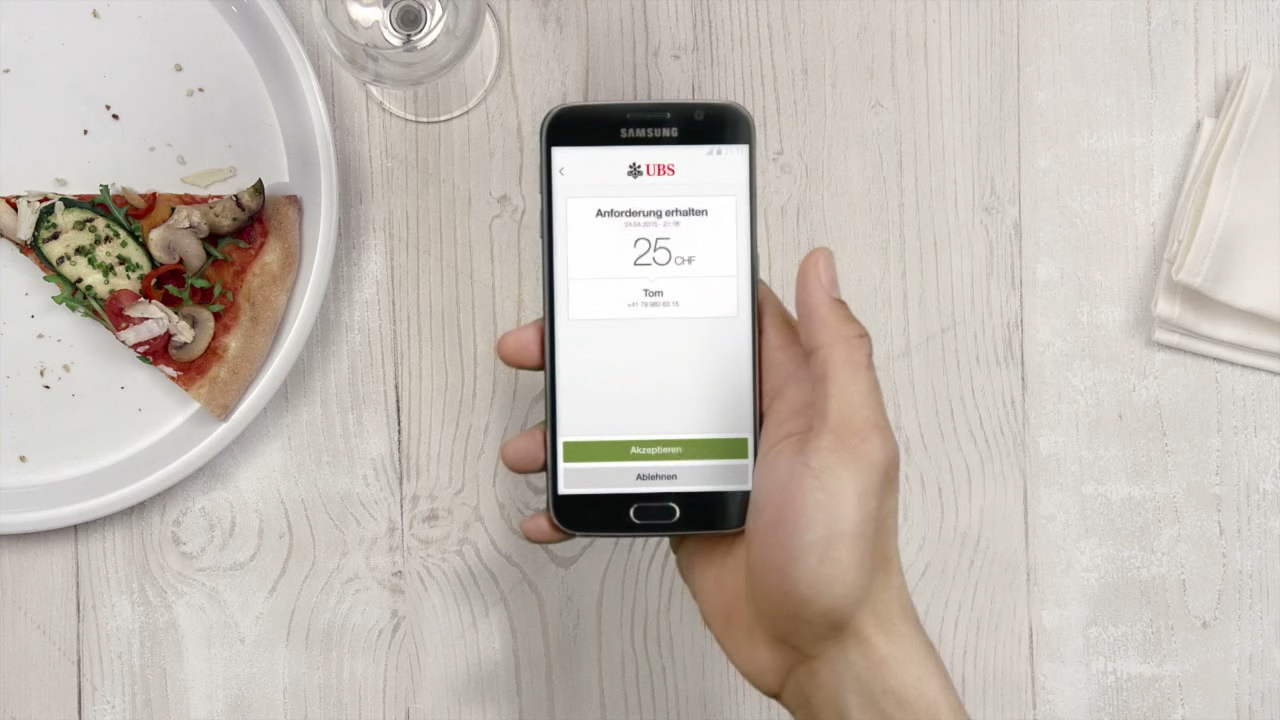 SAMSUNG
UBS
Anforderung erhalten
25 CHF
Tom
Akzeptieren
Ablehnen